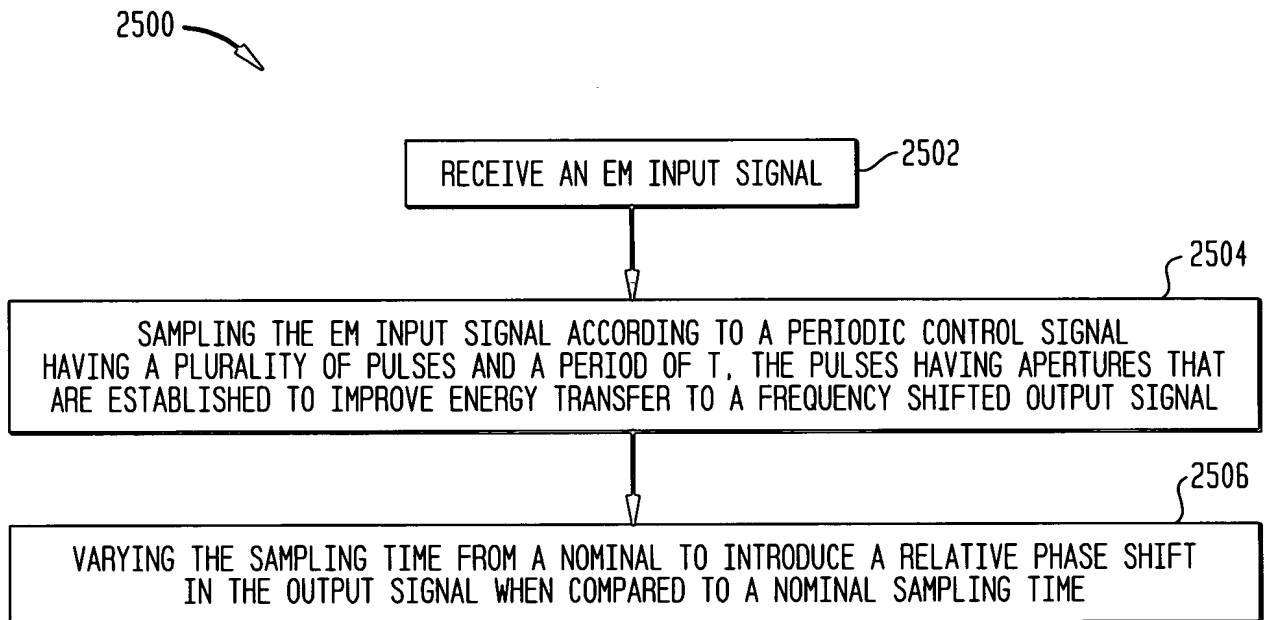 2500
RECEIVE AN EM INPUT SIGNAL
2502
2504
SAMPLING THE EM INPUT SIGNAL ACCORDING TO A PERIODIC CONTROL SIGNAL
HAVING A PLURALITY OF PULSES AND A PERIOD OF T, THE PULSES HAVING APERTURES THAT
ARE ESTABLISHED TO IMPROVE ENERGY TRANSFER TO A FREQUENCY SHIFTED OUTPUT SIGNAL
2506
VARYING THE SAMPLING TIME FROM A NOMINAL TO INTRODUCE A RELATIVE PHASE SHIFT
IN THE OUTPUT SIGNAL WHEN COMPARED TO A NOMINAL SAMPLING TIME